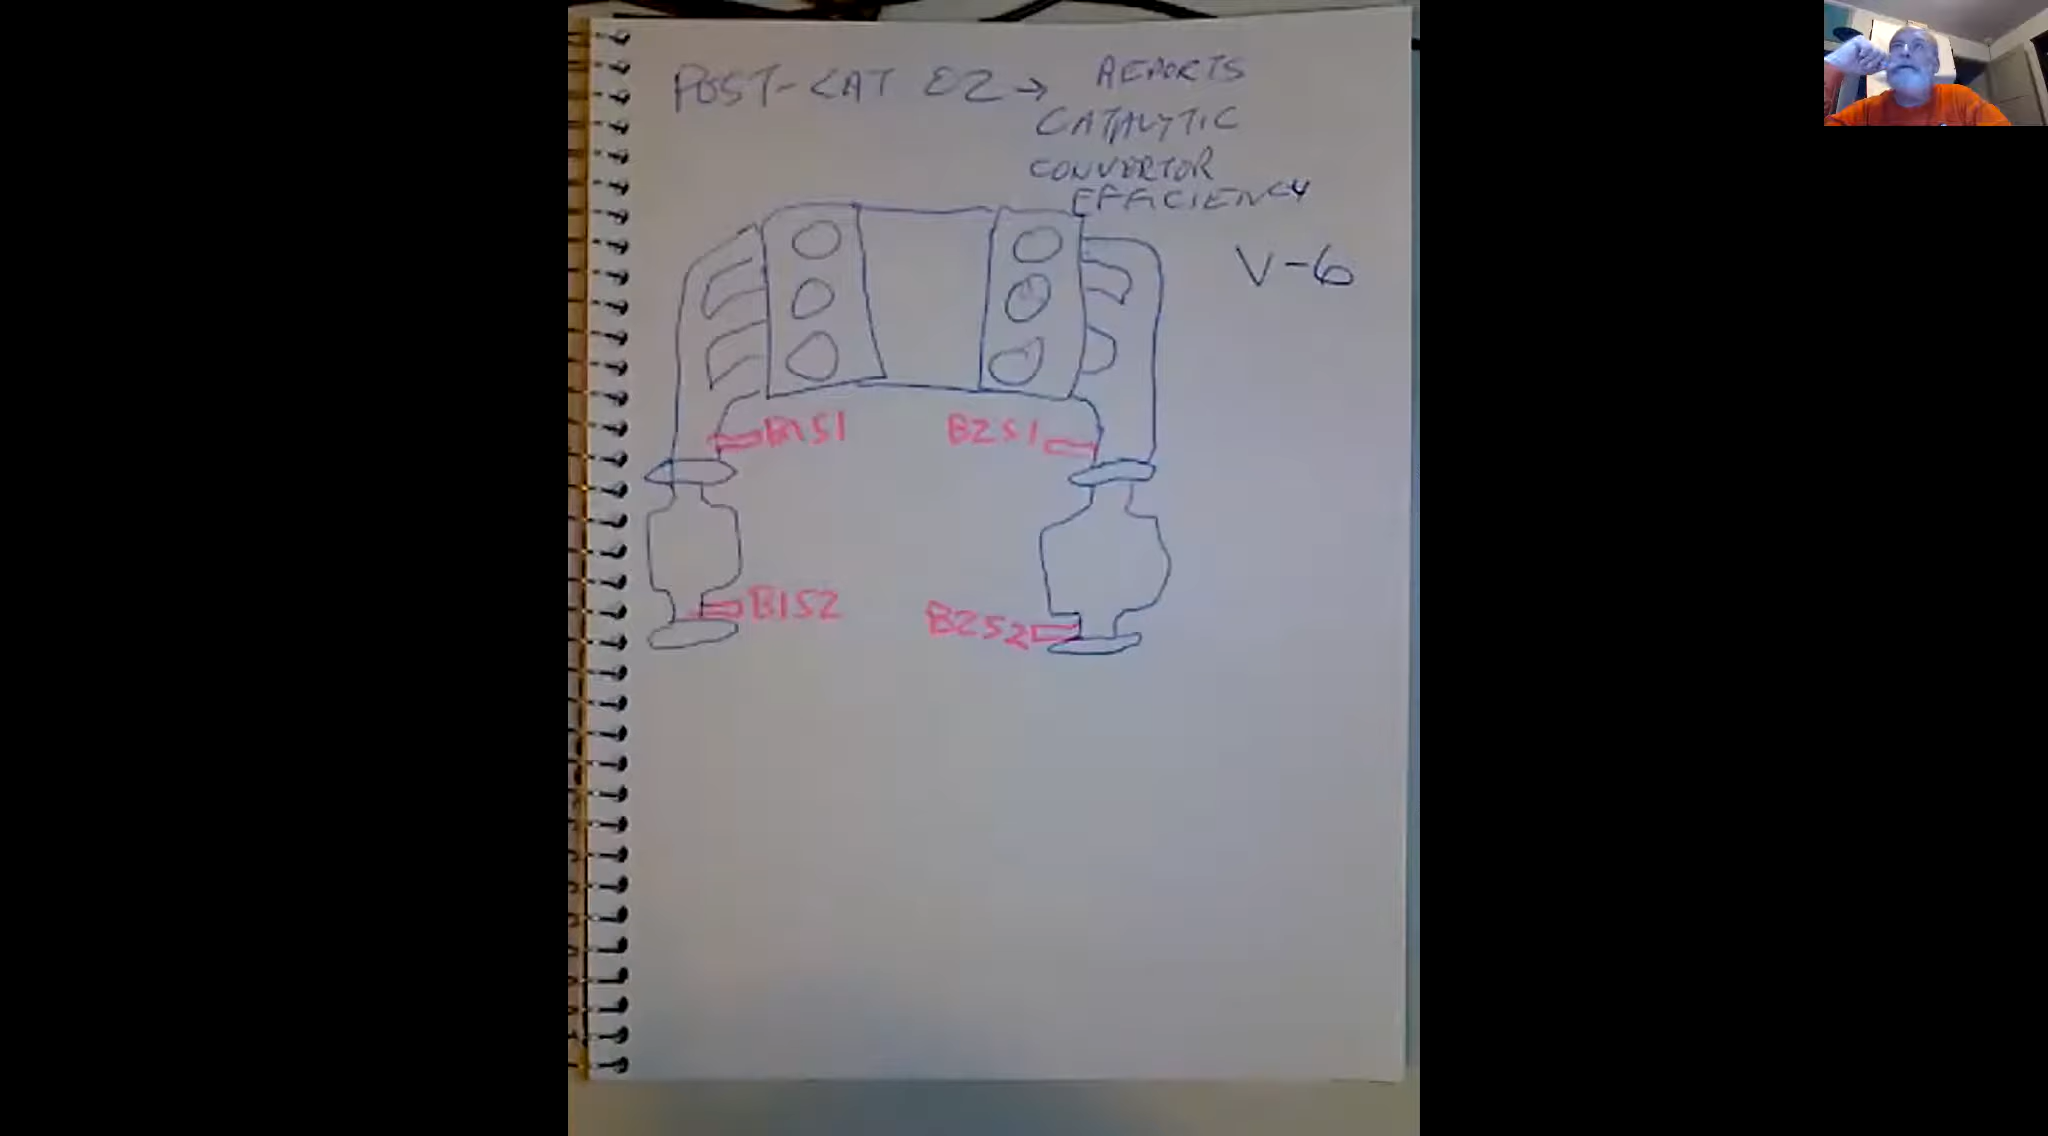 POST-CAT O2 → REPORTS
CATALYTIC
CONVERTOR
EFFICIENCY
V-6
B1S1 B2S1
B1S2 B2S2